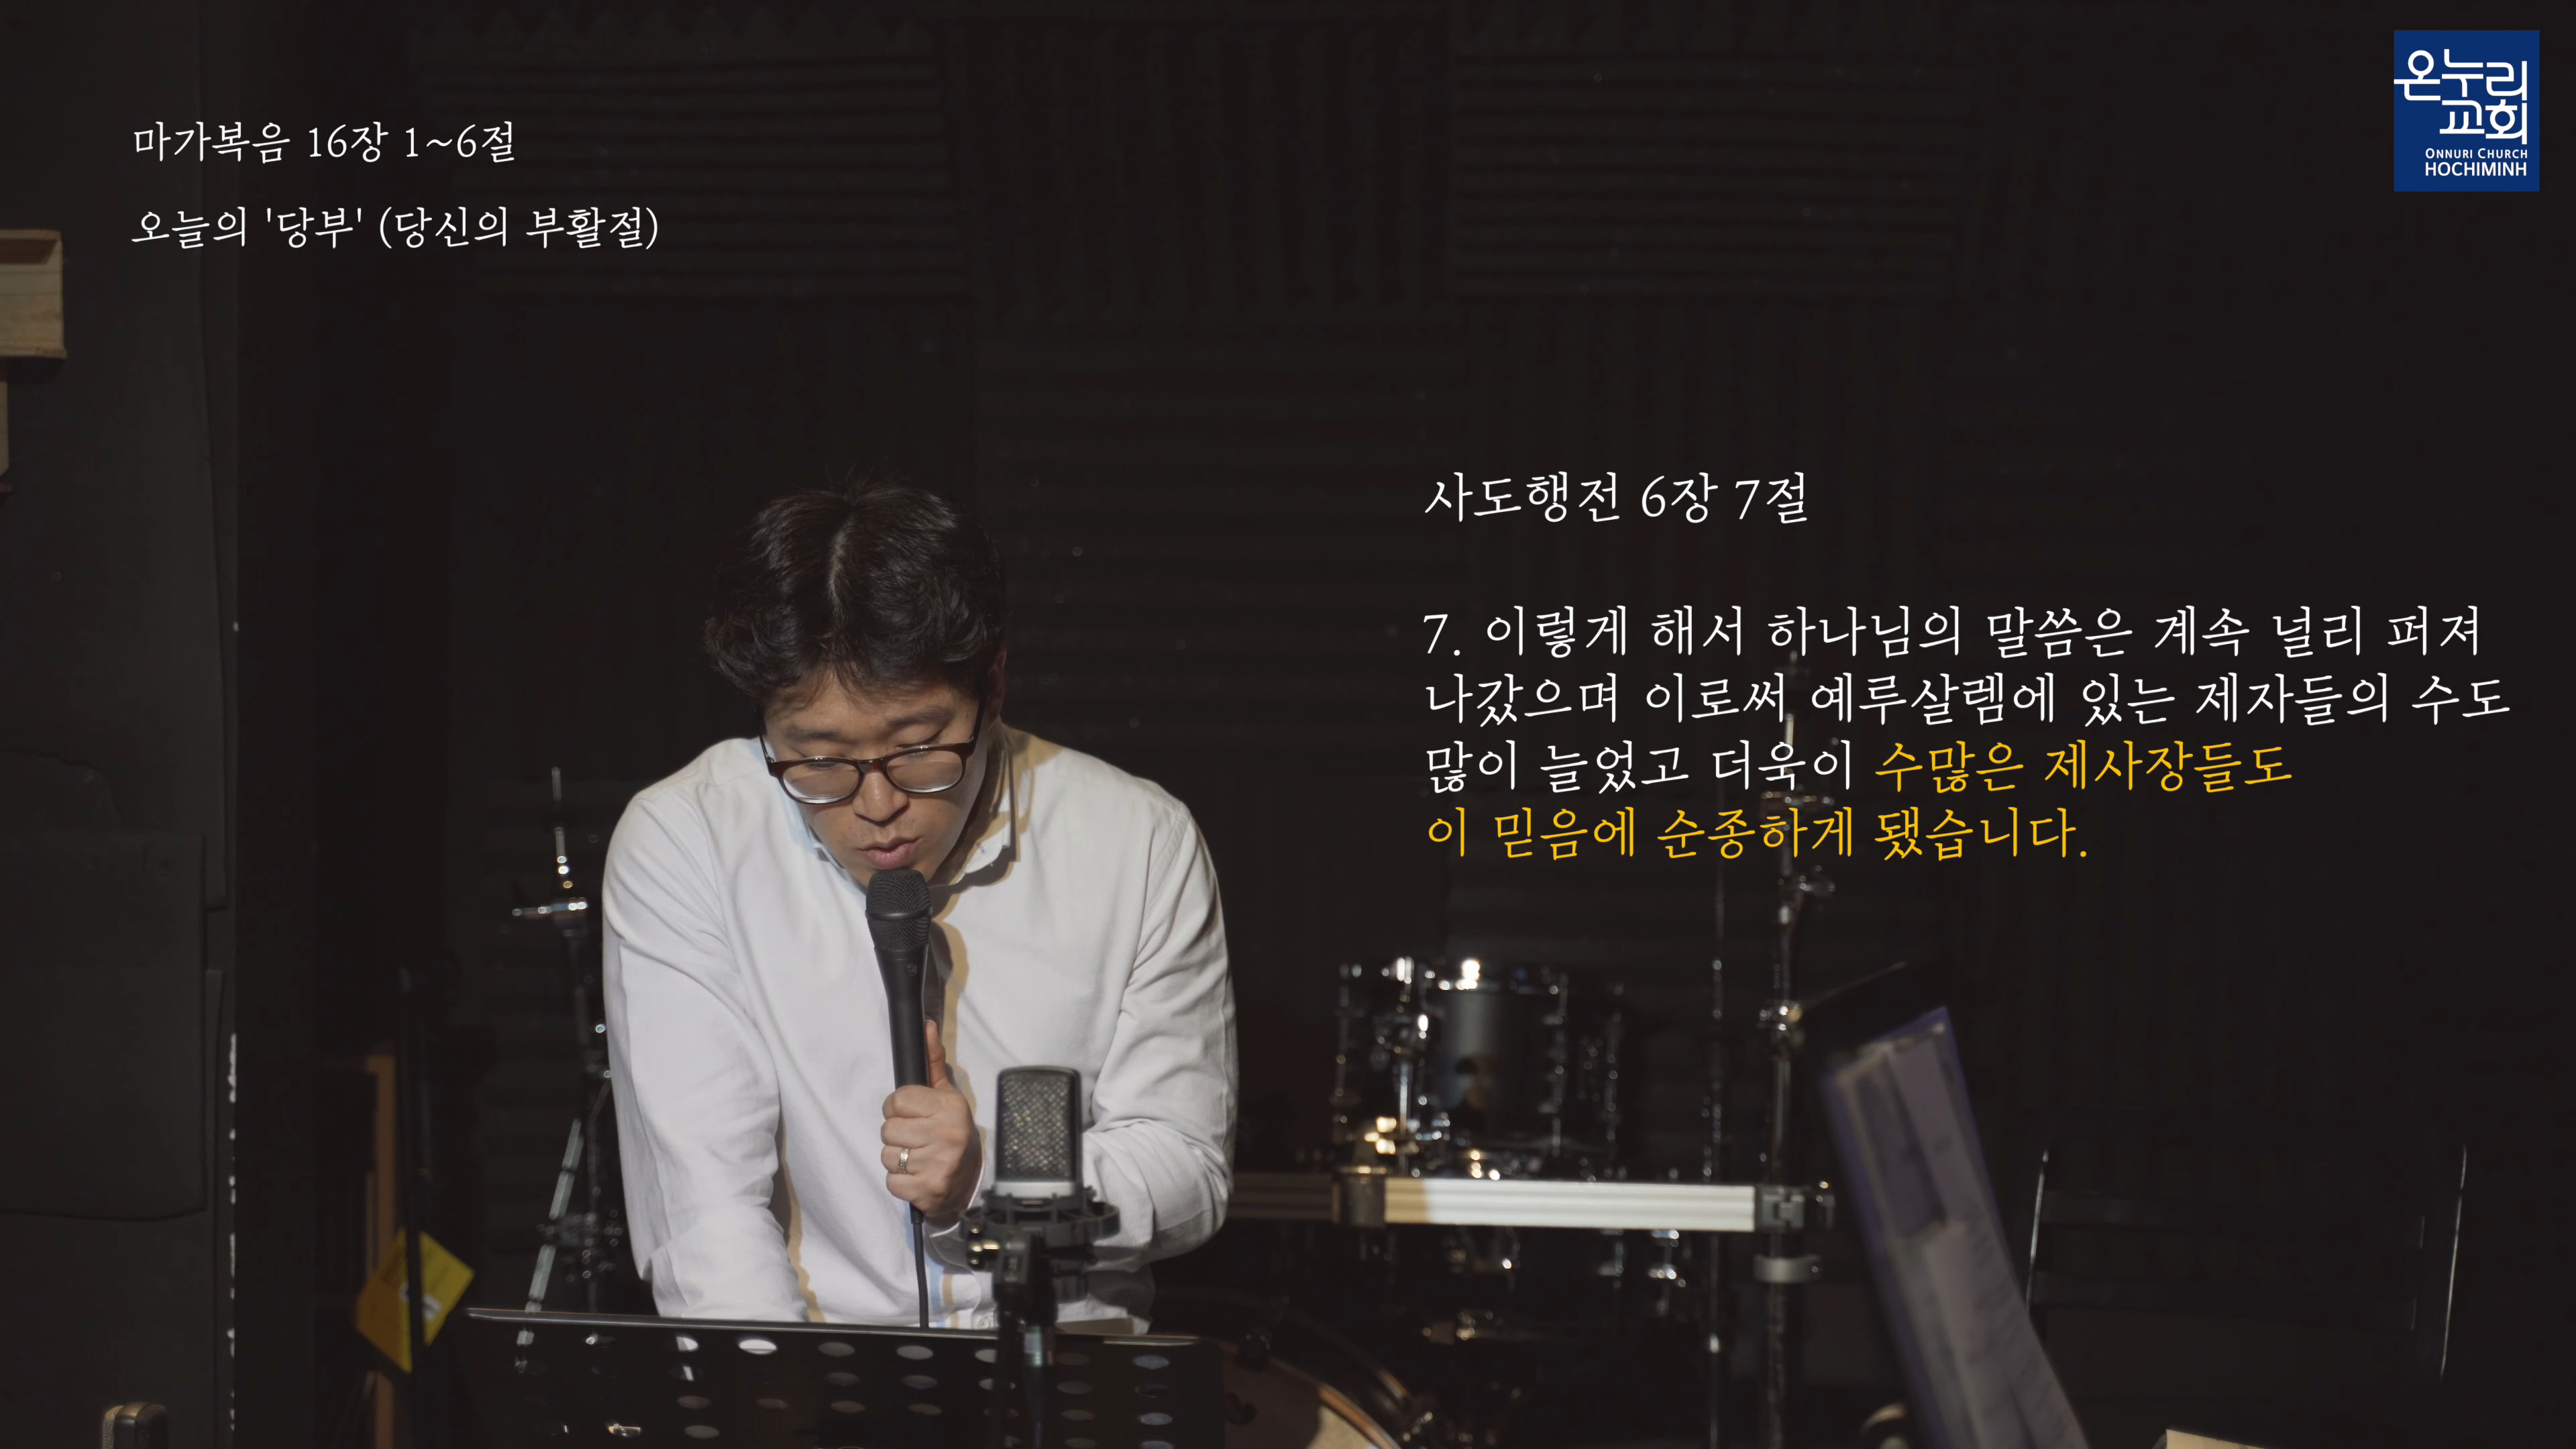 마가복음 16장 1~6절
오늘의 '당부' (당신의 부활절)
온누리
교회
ONNURI CHURCH
HOCHIMINH
사도행전 6장 7절
7. 이렇게 해서 하나님의 말씀은 계속 널리 퍼져
나갔으며 이로써 예루살렘에 있는 제자들의 수도
많이 늘었고 더욱이 수많은 제사장들도
이 믿음에 순종하게 됐습니다.